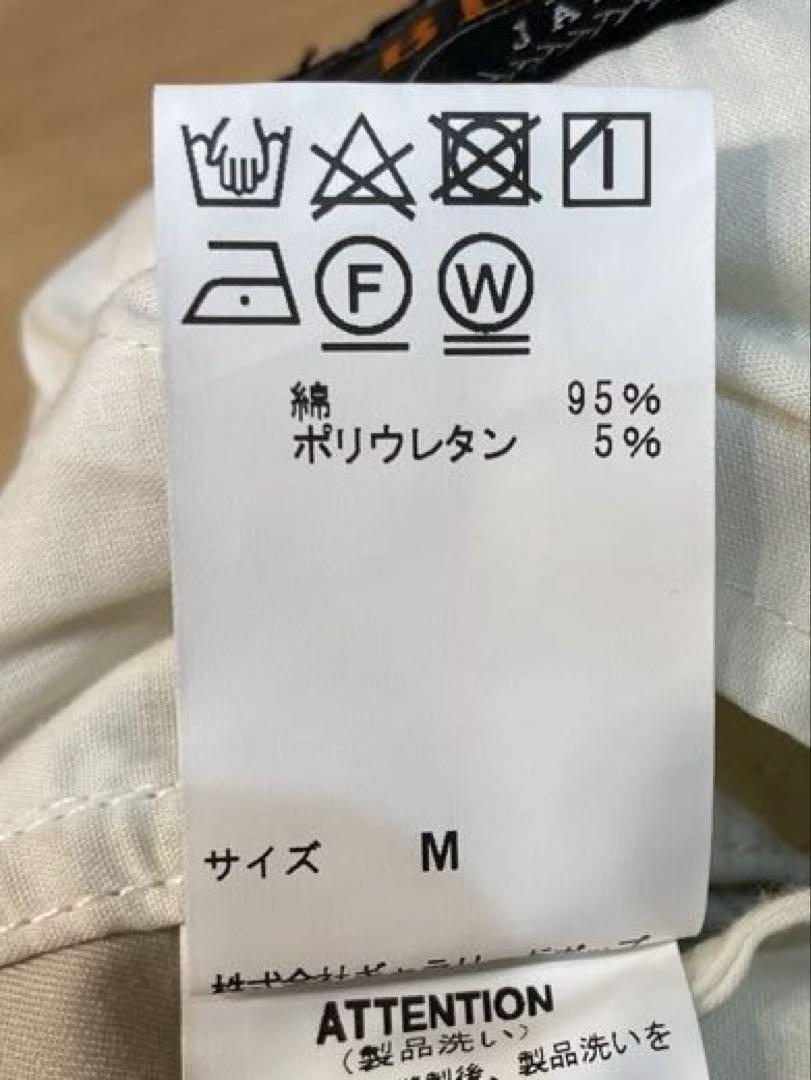 F W
綿 95%
ポリウレタン 5%
サイズ M
ATTENTION
(製品洗い)
製品洗いを